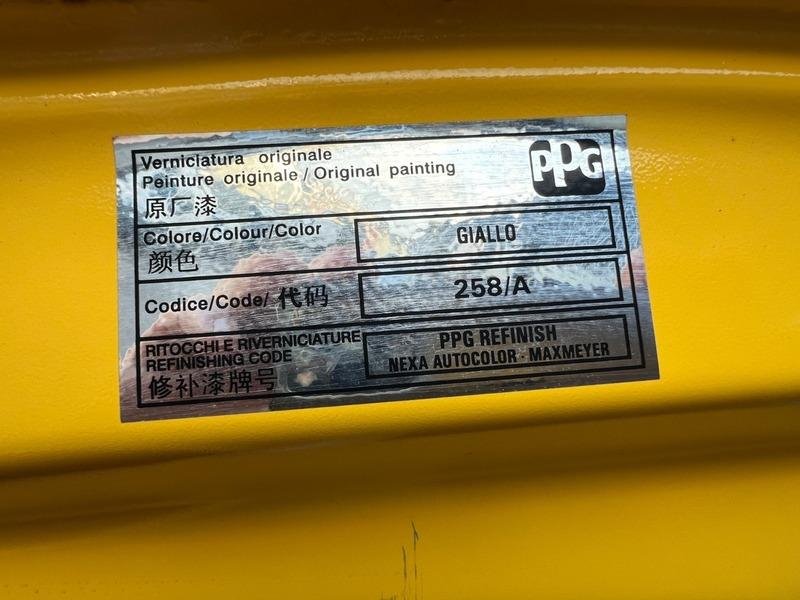 Verniciatura originale
Peinture originale/Original painting
原厂漆
PPG
Colore/Colour/Color
颜色
GIALLO
Codice/Code/代码
258/A
RITOCCHI E RIVERNICIATURE
REFINISHING CODE
修补漆牌号
PPG REFINISH
NEXA AUTOCOLOR - MAXMEYER